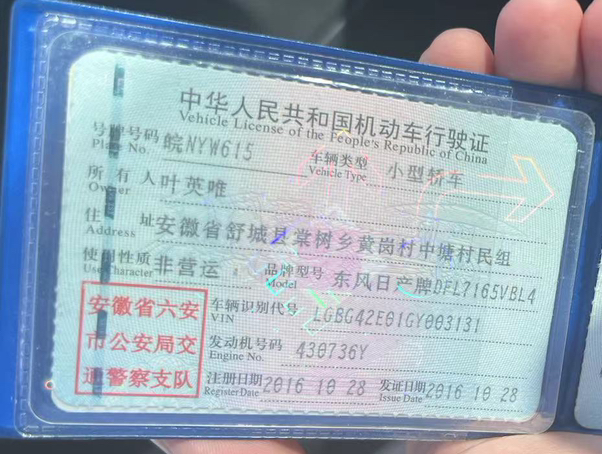 中华人民共和国机动车行驶证
Vehicle License of the People's Republic of China
号牌号码 皖NYW615 车辆类型 小型轿车
Plate No. Vehicle Type
所有人 叶英唯
Owner
住址 安徽省舒城县棠树乡黄岗村中塘村民组
Address
使用性质 非营运 品牌型号 东风日产牌DFL7165VBL4
Use Character Model
安徽省六安
市公安局交
通警察支队
车辆识别代号 LGBG42E01GY003131
VIN
发动机号码 430736Y
Engine No.
注册日期 2016 10 28 发证日期 2016 10 28
Register Date Issue Date